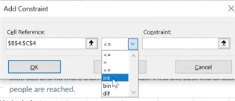 Add Constraint
Cell Reference:
Constraint:
$B$4:$C$4
<=
<=
=
>=
int
bin
dif
OK
Cancel
people are reached.